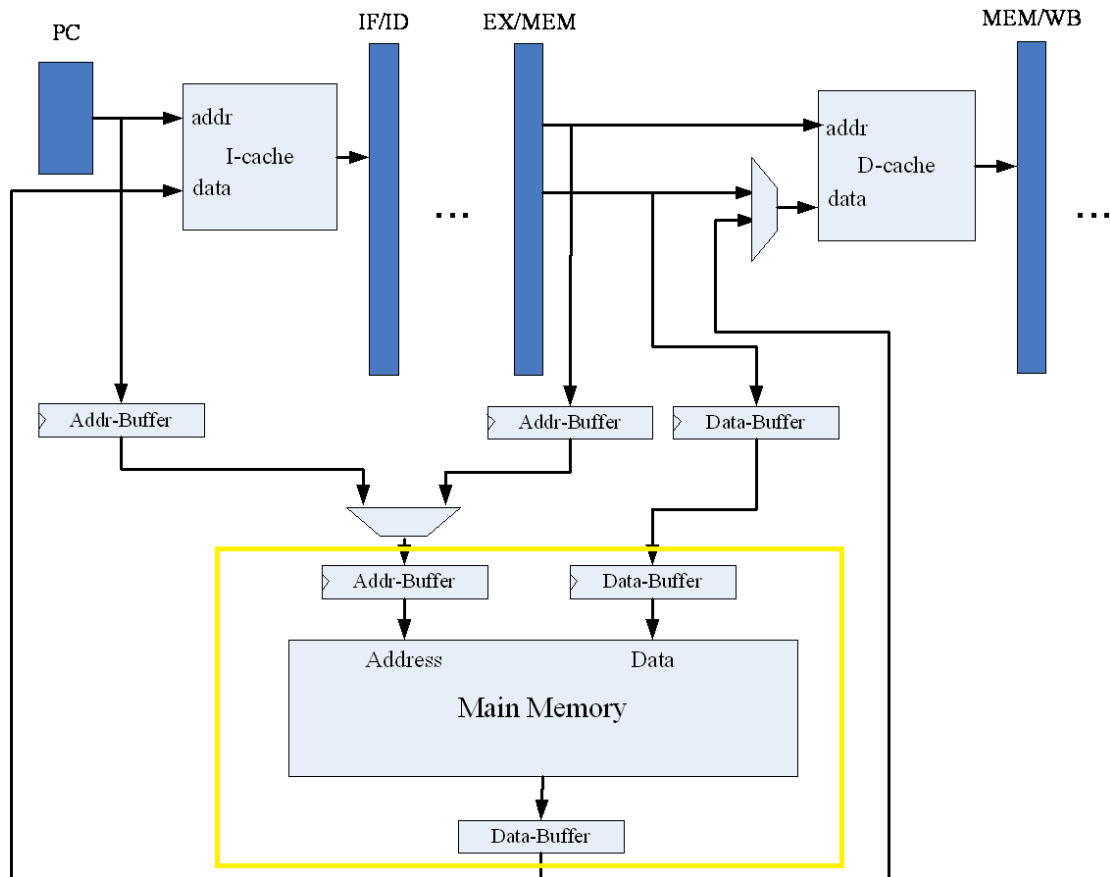 PC
IF/ID
EX/MEM
MEM/WB
addr
I-cache
data
...
addr
D-cache
data
...
Addr-Buffer
Addr-Buffer
Data-Buffer
Addr-Buffer
Data-Buffer
Address
Data
Main Memory
Data-Buffer